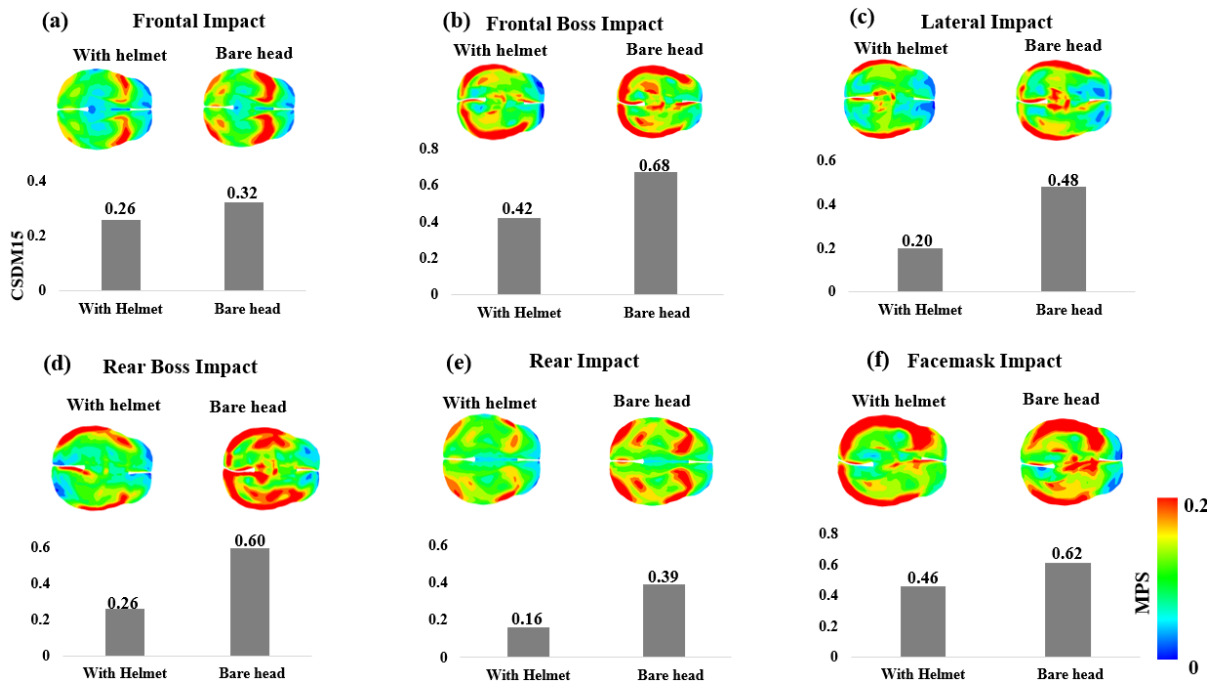 (a) Frontal Impact
With helmet Bare head
0.4
0.32
0.26
0.2
CSDM15
0
With Helmet Bare head
(b) Frontal Boss Impact
With helmet Bare head
0.8
0.68
0.6
0.42
0.4
0.2
0
With Helmet Bare head
(c) Lateral Impact
With helmet Bare head
0.6
0.48
0.4
0.20
0.2
0
With Helmet Bare head
(d) Rear Boss Impact
With helmet Bare head
0.6
0.60
0.4
0.26
0.2
0
With Helmet Bare head
(e) Rear Impact
With helmet Bare head
0.6
0.39
0.4
0.16
0.2
0
With Helmet Bare head
(f) Facemask Impact
With helmet Bare head
0.8
0.62
0.6
0.46
0.4
0.2
0
With Helmet Bare head
0.2
MPS
0